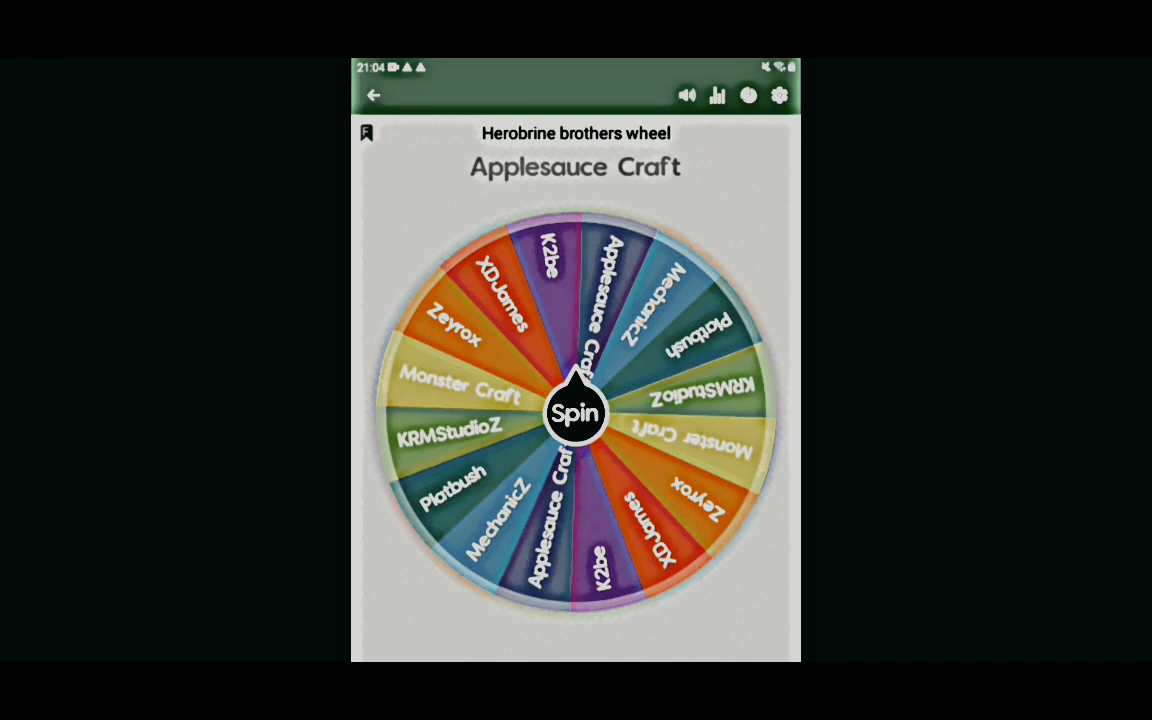 21:04
Herobrine brothers wheel
Applesauce Craft
K2be
Applesauce Craft
MechanicZ
Platbush
KRMStudioZ
Monster Craft
Zeyrox
XDJames
K2be
Applesauce Craf
MechanicZ
Platbush
KRMStudioZ
Monster Craft
Zeyrox
XDJames
Spin